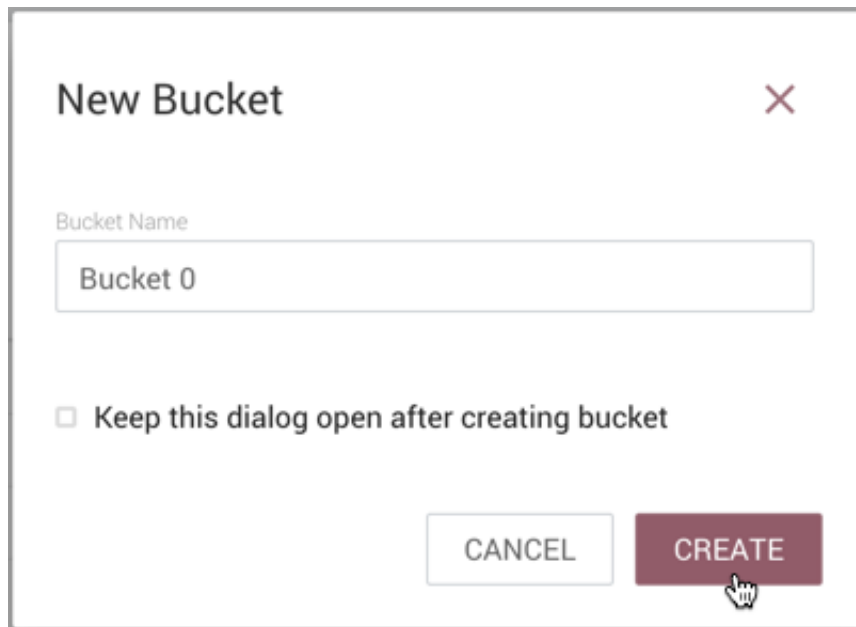 New Bucket
Bucket Name
Bucket 0
Keep this dialog open after creating bucket
CANCEL
CREATE